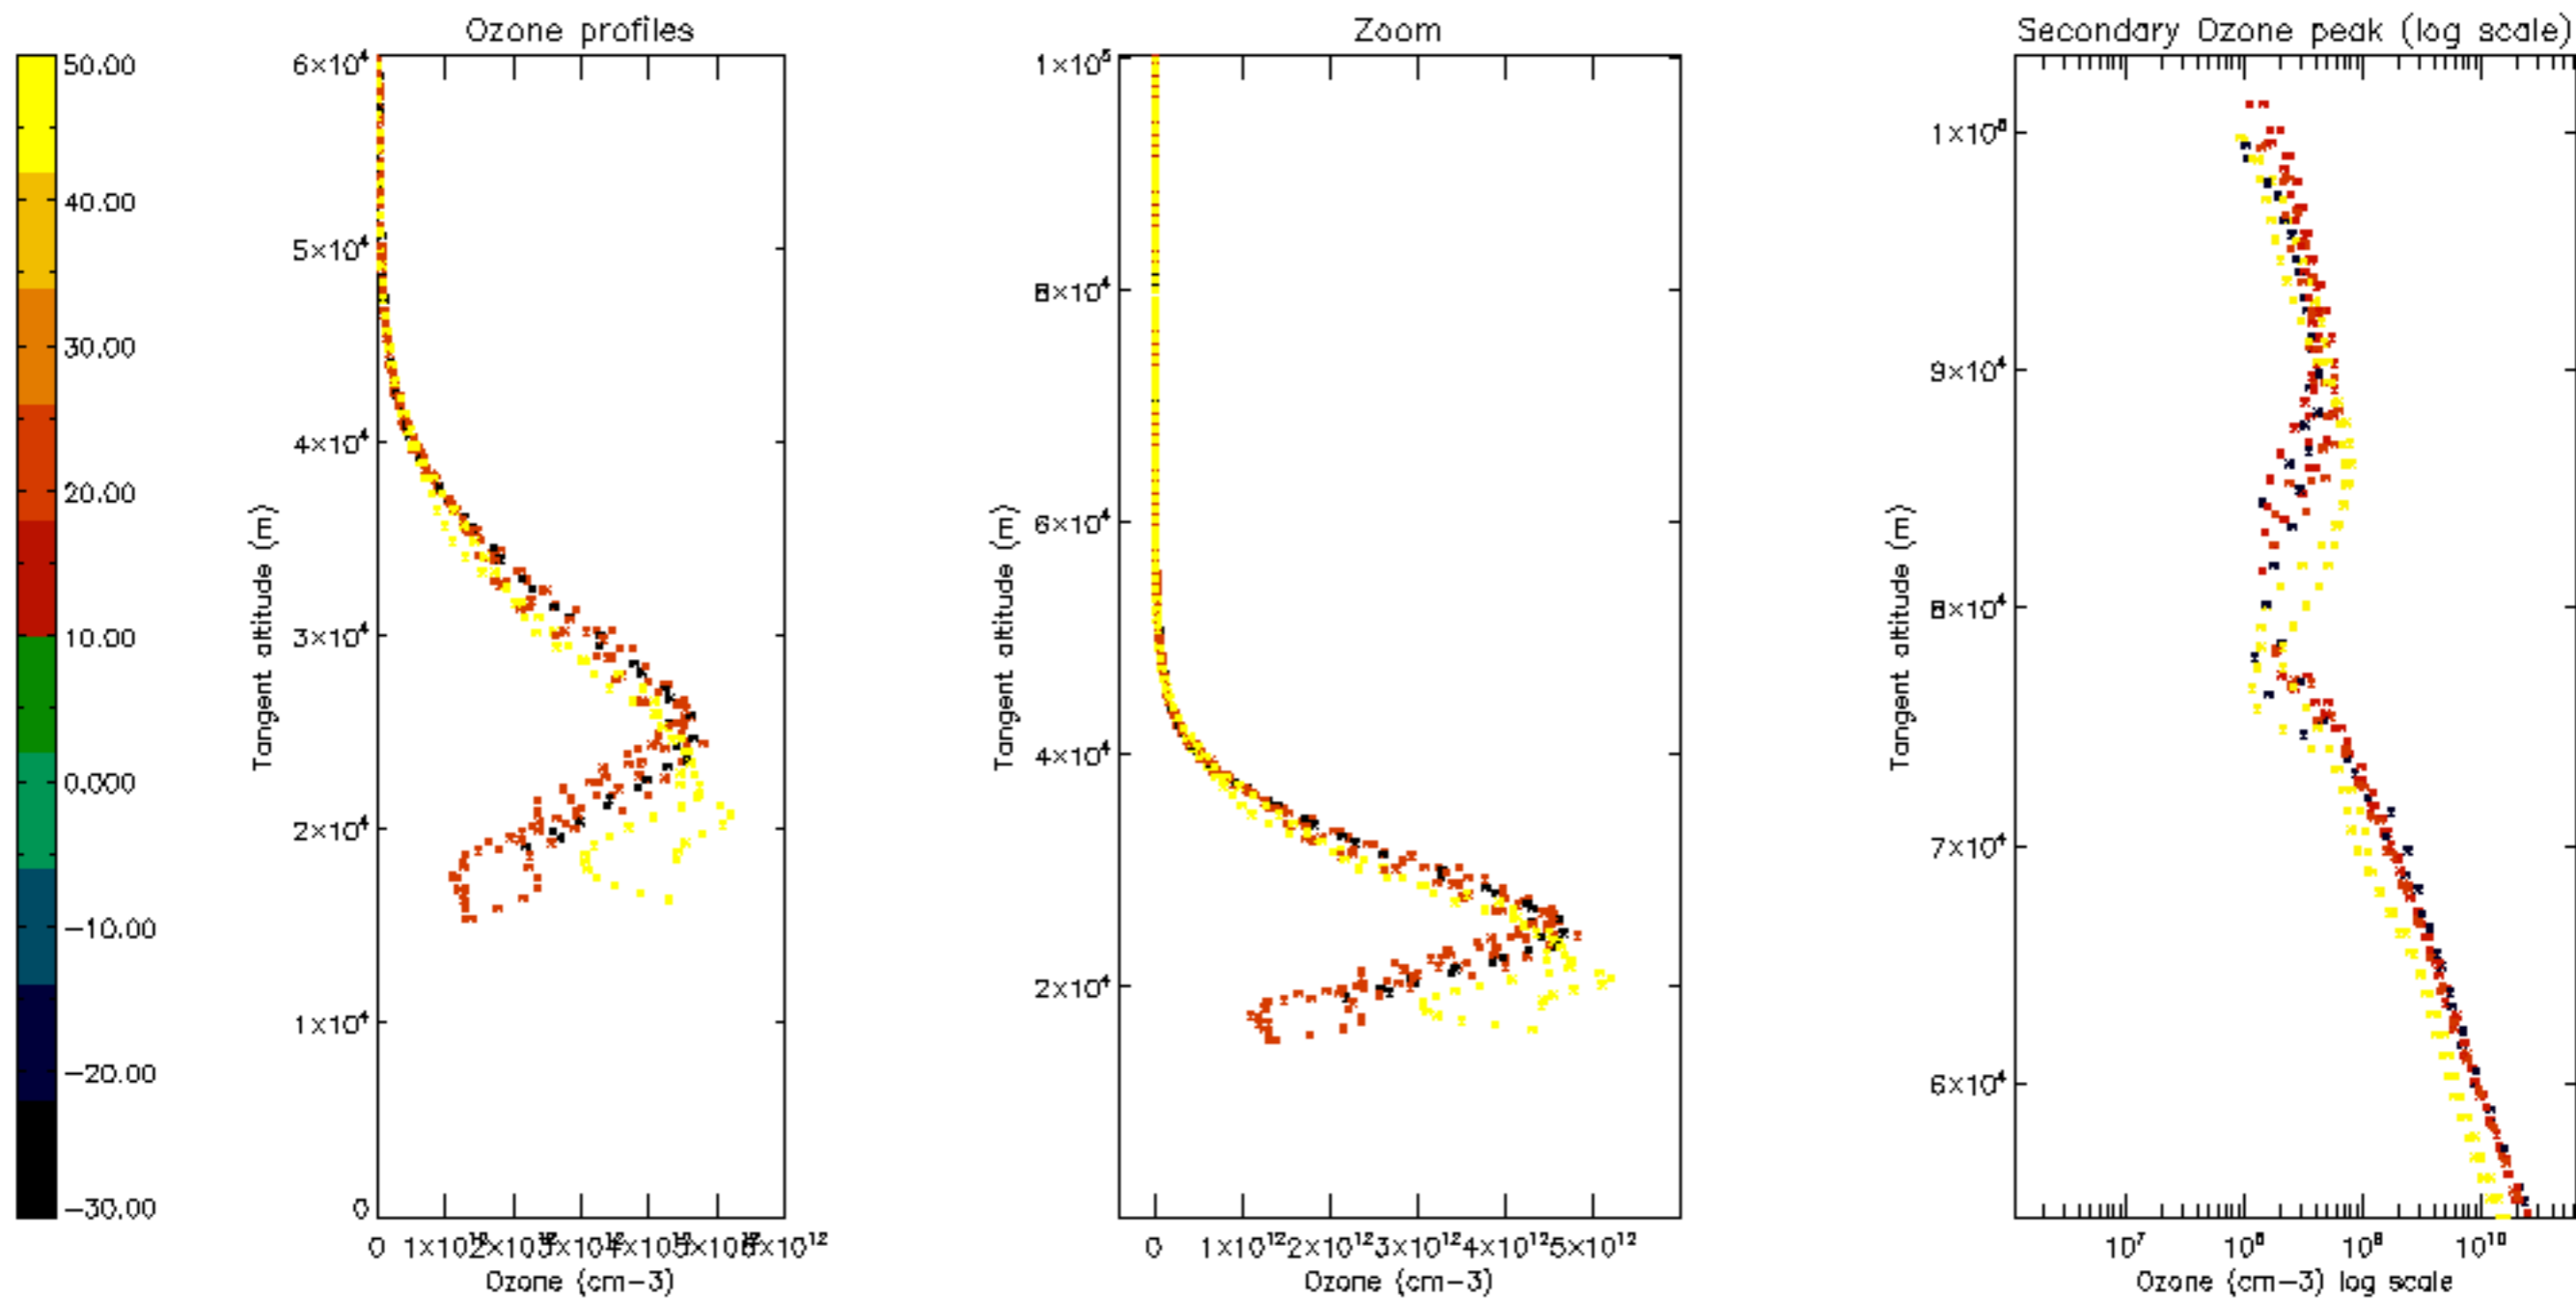 Ozone profiles
Zoom
Secondary Ozone peak (log scale)
50.00
40.00
30.00
20.00
10.00
0.000
−10.00
−20.00
−30.00
6×10⁴
5×10⁴
4×10⁴
3×10⁴
2×10⁴
1×10⁴
0
Tangent altitude (m)
0
Ozone (cm−3)
1×10⁵
8×10⁴
6×10⁴
4×10⁴
2×10⁴
Tangent altitude (m)
0 1×10¹² 2×10¹² 3×10¹² 4×10¹² 5×10¹²
Ozone (cm−3)
9×10⁴
8×10⁴
7×10⁴
6×10⁴
Tangent altitude (m)
10⁷ 10⁸ 10⁹ 10¹⁰
Ozone (cm−3) log scale